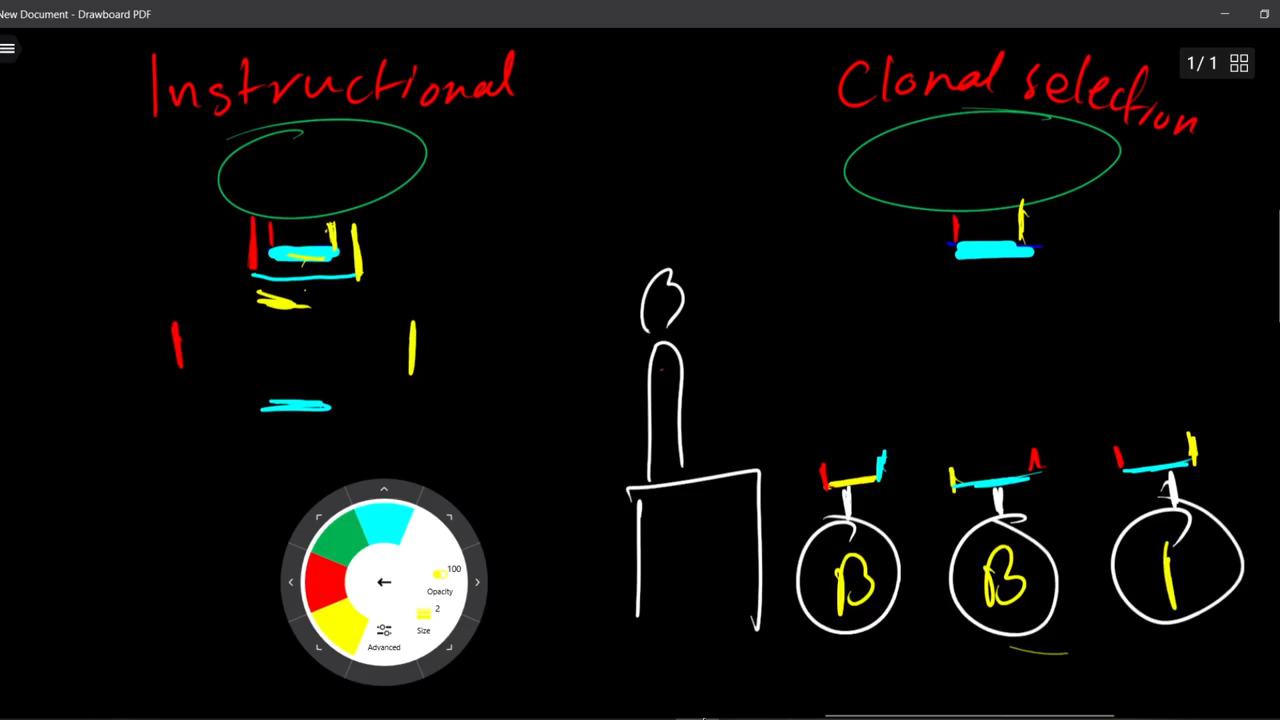 New Document - Drawboard PDF
1/1
Instructional
Clonal selection
100
Opacity
2
Size
Advanced
B
B